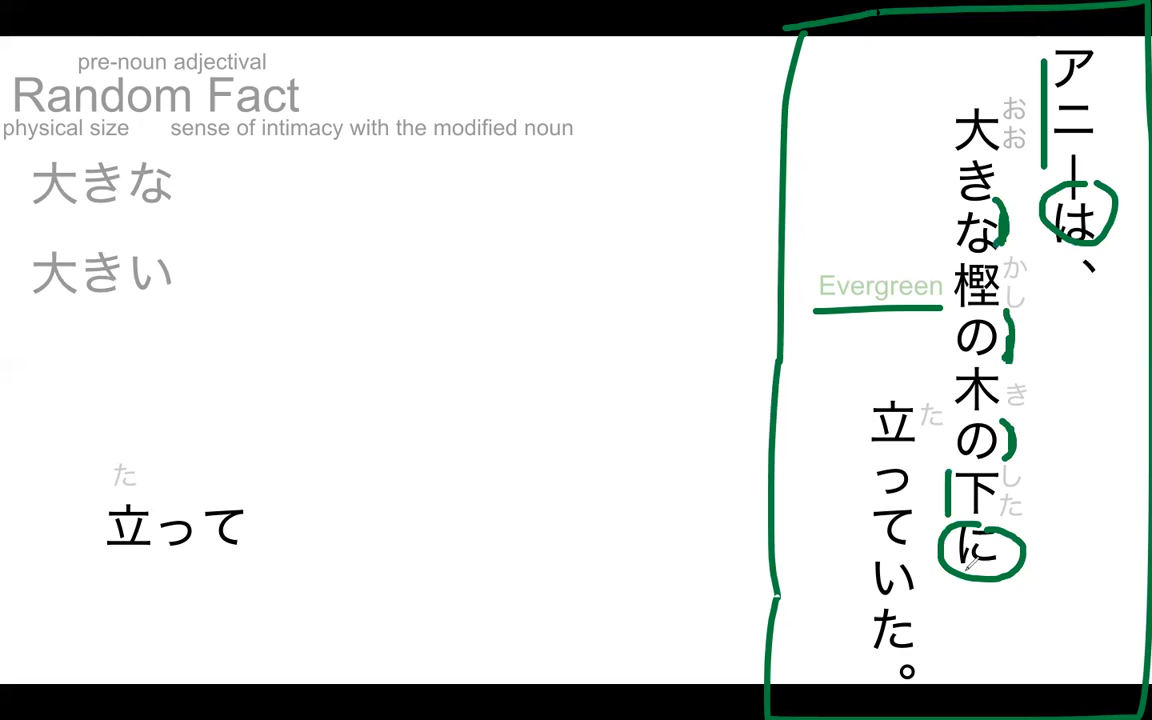 pre-noun adjectival
Random Fact
physical size
sense of intimacy with the modified noun
大きな
大きい
た
立って
アニーは、
おお
かし
き
した
大きな樫の木の下に
Evergreen
た
立っていた。